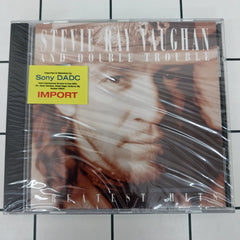 STEVIE RAY VAUGHAN
AND DOUBLE TROUBLE
Sony DADC
IMPORT
GREATEST HITS